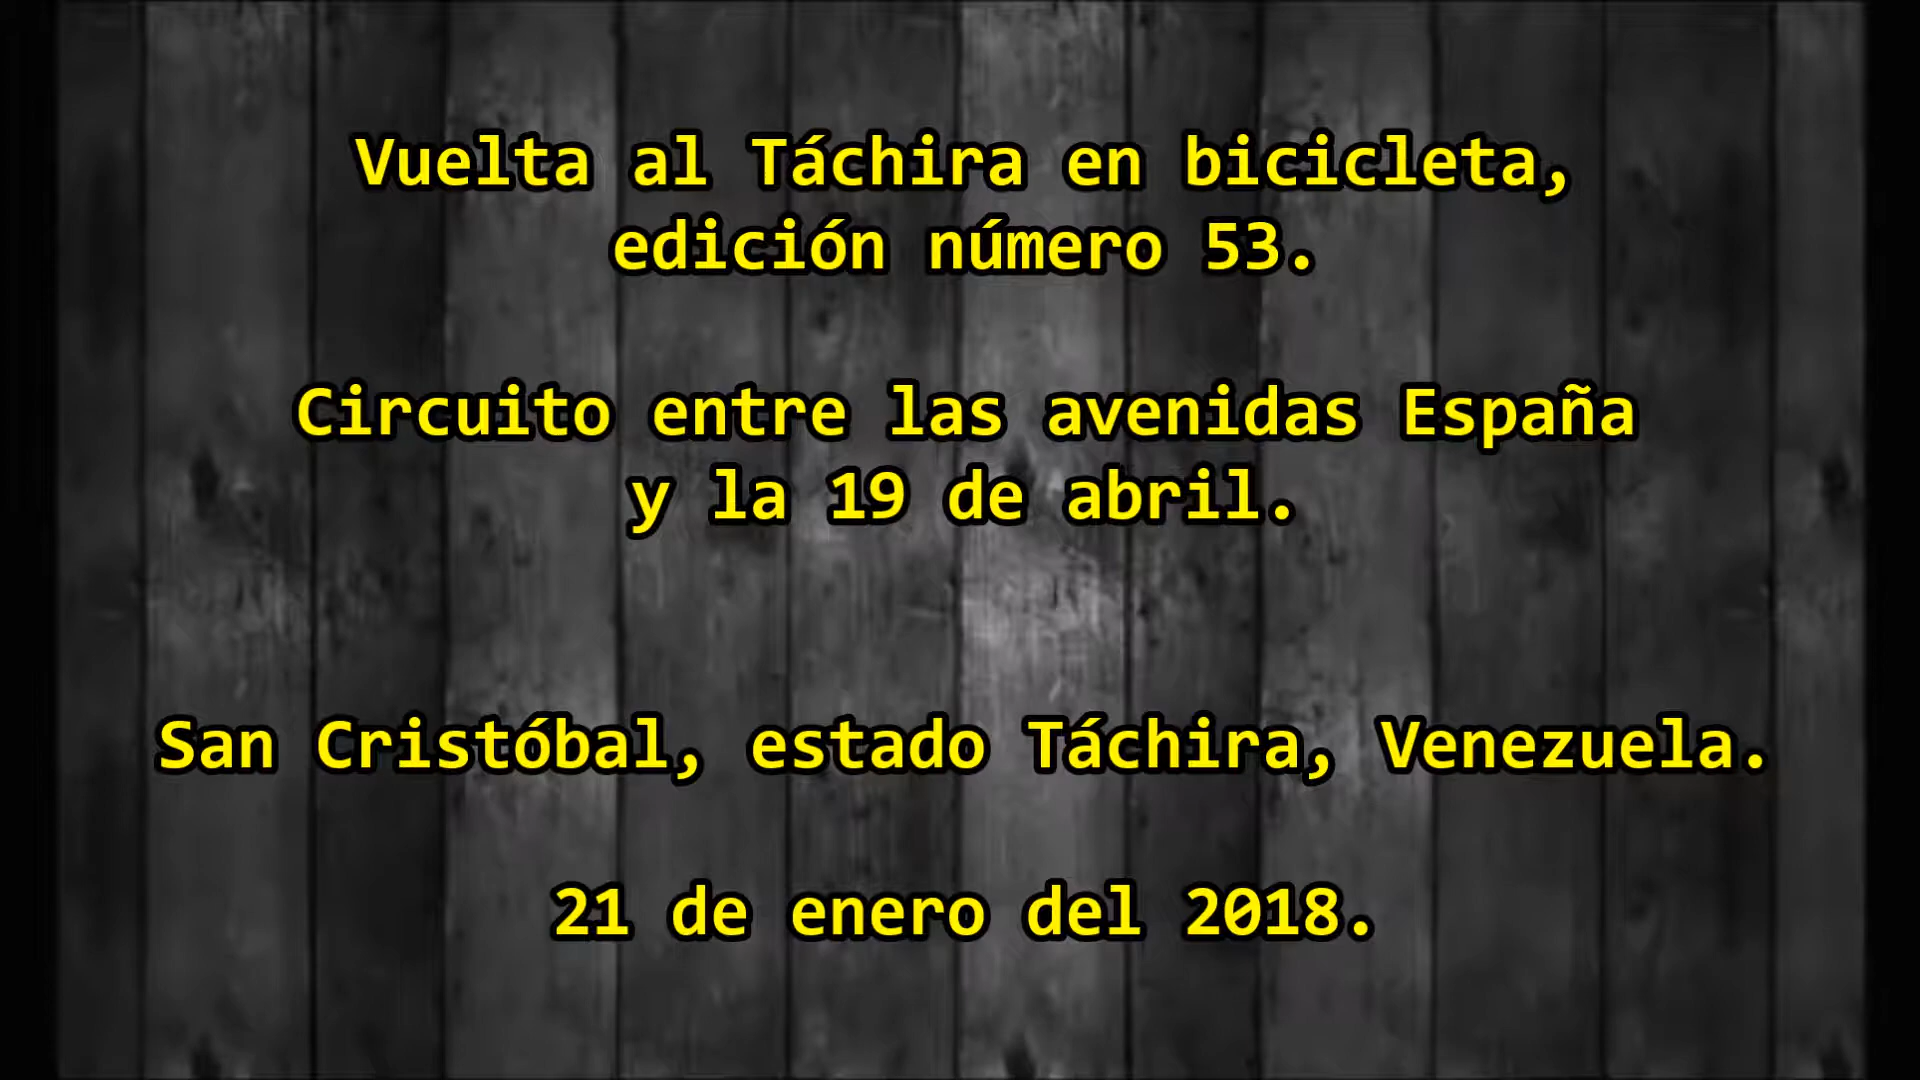 Vuelta al Táchira en bicicleta,
edición número 53.
Circuito entre las avenidas España
y la 19 de abril.
San Cristóbal, estado Táchira, Venezuela.
21 de enero del 2018.